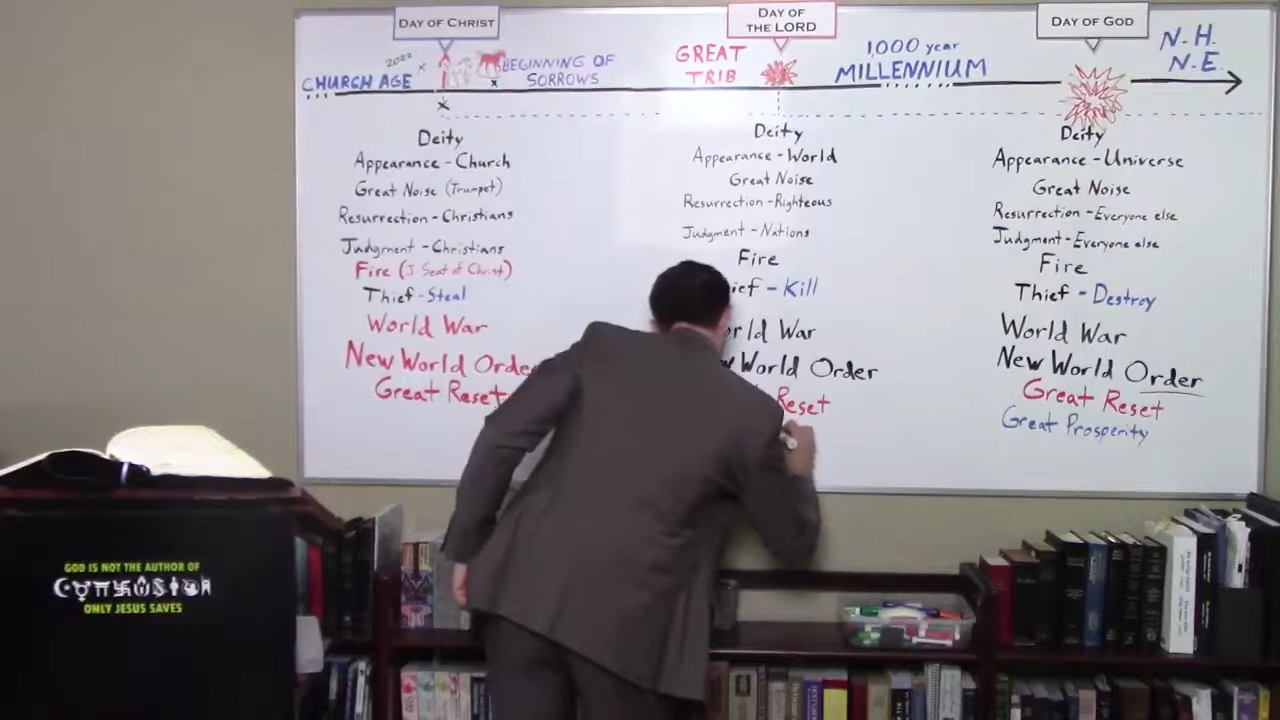 DAY OF CHRIST
DAY OF
THE LORD
DAY OF GOD
CHURCH AGE
2022
BEGINNING OF
SORROWS
GREAT
TRIB
1000 year
MILLENNIUM
N.H.
N.E.
Deity
Appearance - Church
Great Noise (Trumpet)
Resurrection - Christians
Judgment - Christians
Fire (J. Seat of Christ)
Thief - Steal
World War
New World Orde
Great Reset
Deity
Appearance - World
Great Noise
Resurrection - Righteous
Judgment - Nations
Fire
ief - Kill
rld War
World Order
Reset
Deity
Appearance - Universe
Great Noise
Resurrection - Everyone else
Judgment - Everyone else
Fire
Thief - Destroy
World War
New World Order
Great Reset
Great Prosperity
GOD IS NOT THE AUTHOR OF
ONLY JESUS SAVES